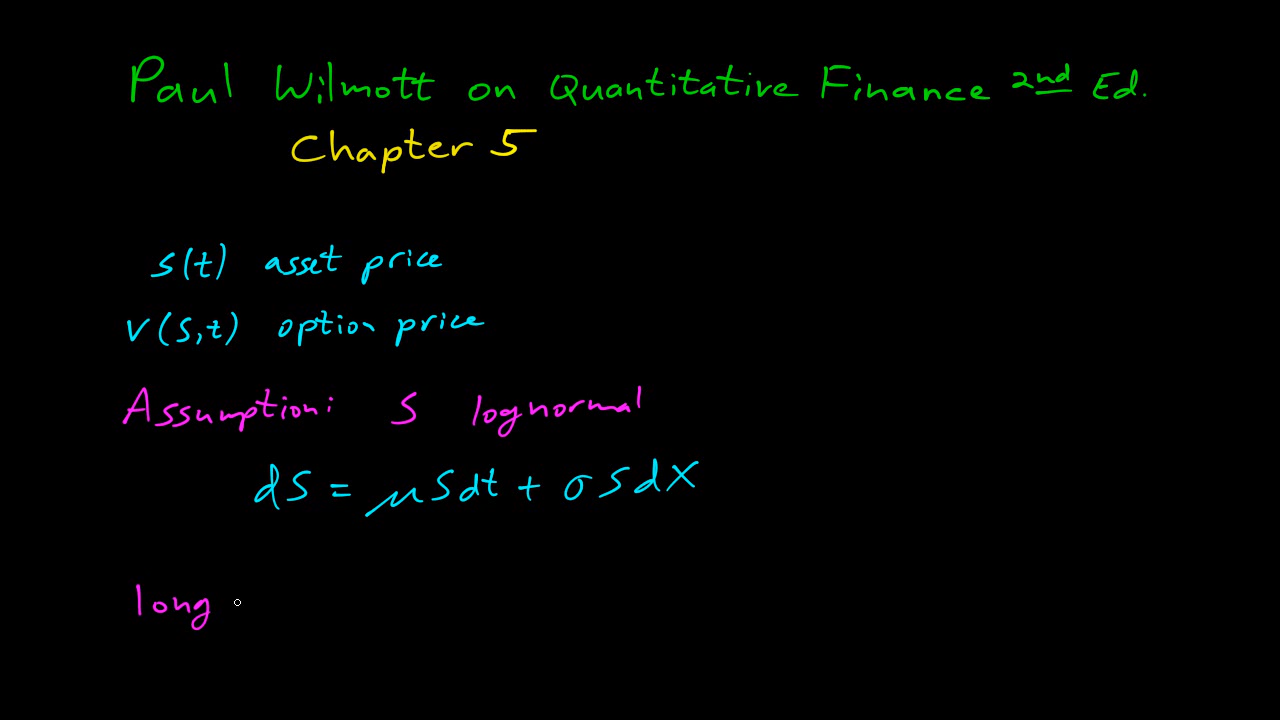 Paul Wilmott on Quantitative Finance 2nd Ed.
Chapter 5
S(t) asset price
V(S,t) option price
Assumption: S lognormal
dS = μSdt + σSdX
long